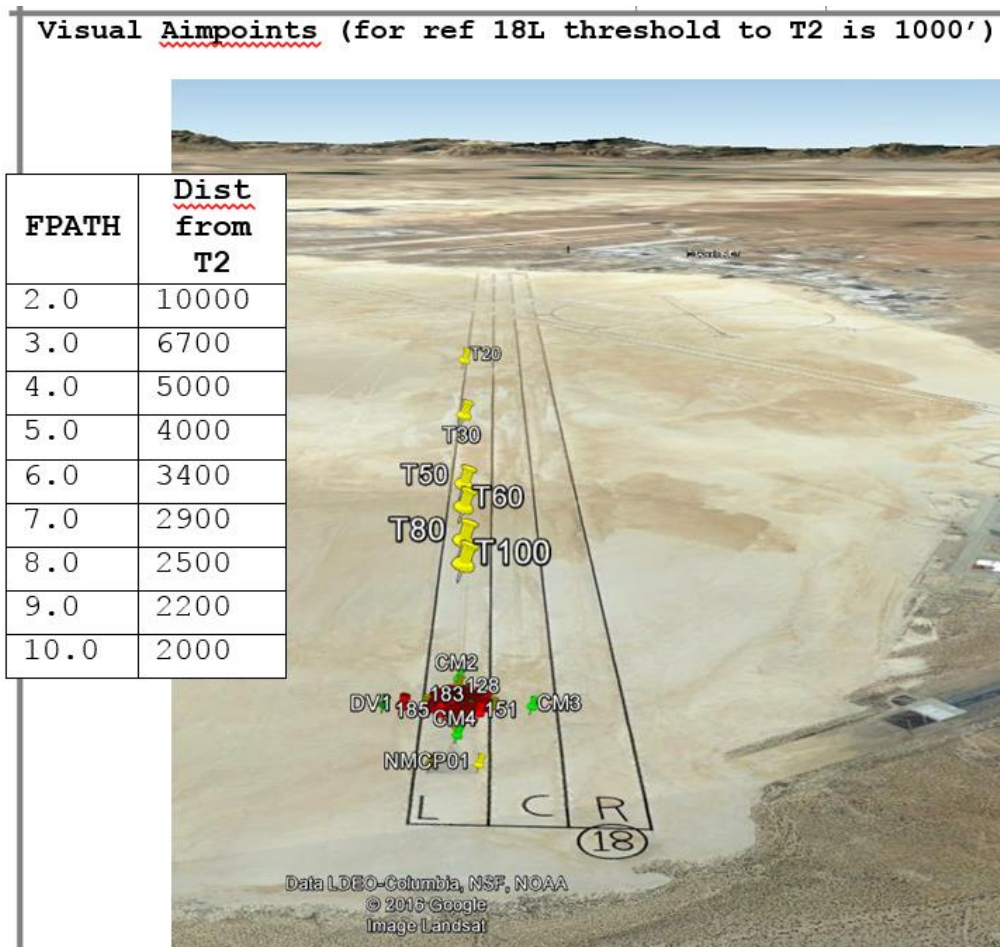 Visual Aimpoints (for ref 18L threshold to T2 is 1000’)
FPATH Dist from T2
2.0 10000
3.0 6700
4.0 5000
5.0 4000
6.0 3400
7.0 2900
8.0 2500
9.0 2200
10.0 2000
T20
T30
T50
T60
T80
T100
CM2
183 128
DV1 185 151 CM3
CM4
NMCP01
L C R
18
Data LDEO-Columbia, NSF, NOAA
© 2016 Google
Image Landsat